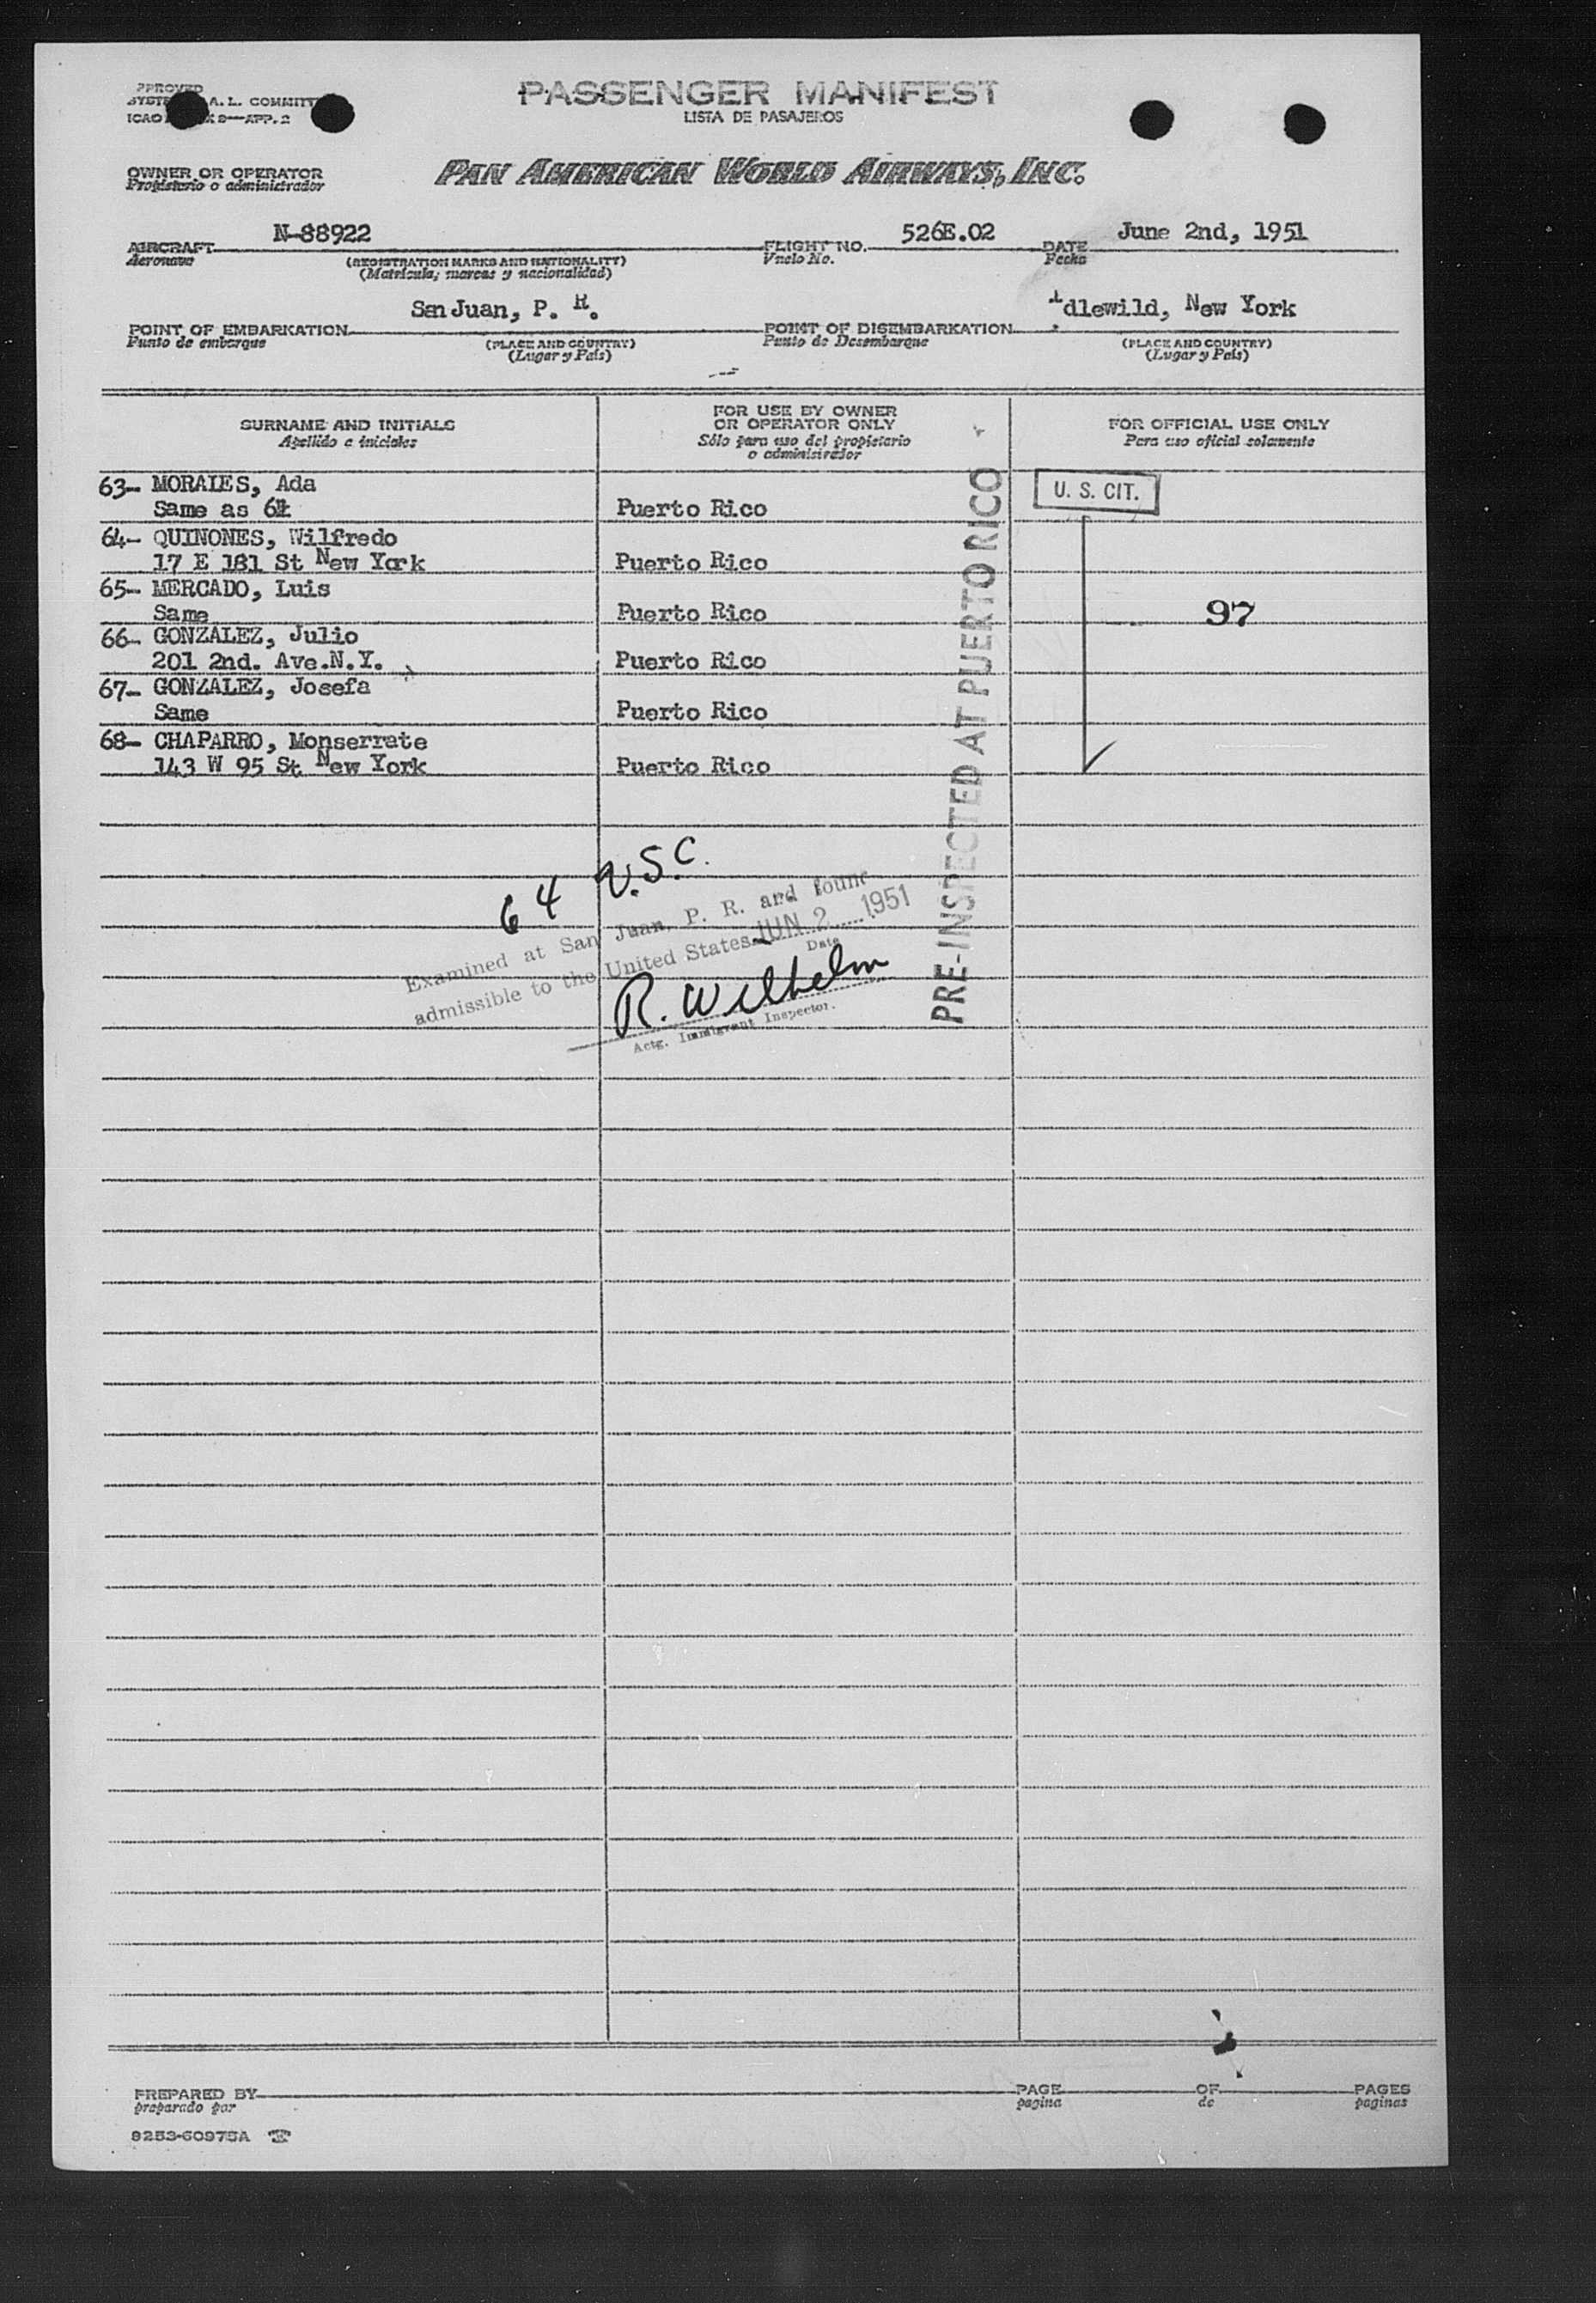 PASSENGER MANIFEST
LISTA DE PASAJEROS
A. L. COMMITT
OWNER OR OPERATOR
Propietario o administrador
PAN AMERICAN WORLD AIRWAYS, INC.
N-88922 526E.02 June 2nd, 1951
AIRCRAFT FLIGHT NO. DATE
Aeronave (REGISTRATION MARKS AND NATIONALITY) Vuelo No. Fecha
(Matrícula, marcas y nacionalidad)
San Juan, P. R. Idlewild, New York
POINT OF EMBARKATION POINT OF DISEMBARKATION
Punto de embarque (PLACE AND COUNTRY) Punto de Desembarque (PLACE AND COUNTRY)
(Lugar y País) (Lugar y País)
SURNAME AND INITIALS
Apellido e iniciales
FOR USE BY OWNER
OR OPERATOR ONLY
Sólo para uso del propietario
o administrador
FOR OFFICIAL USE ONLY
Para uso oficial solamente
63- MORALES, Ada U. S. CIT.
Same as Puerto Rico
64- QUINONES, Wilfredo
17 E 181 St New York Puerto Rico
65- MERCADO, Luis
Same Puerto Rico 97
66- GONZALEZ, Julio
201 2nd. Ave.N.Y. Puerto Rico
67- GONZALEZ, Josefa
Same Puerto Rico
68- CHAPARRO, Monserrate
143 W 95 St New York Puerto Rico
PRE-INSPECTED AT PUERTO RICO
64 U.S.C.
Examined at San Juan, P. R. and found
admissible to the United States JUN 2 1951
Date
R. Wilhelm
Actg. Immigrant Inspector.
PREPARED BY PAGE OF PAGES
preparado por pagina de paginas
9253-60975A